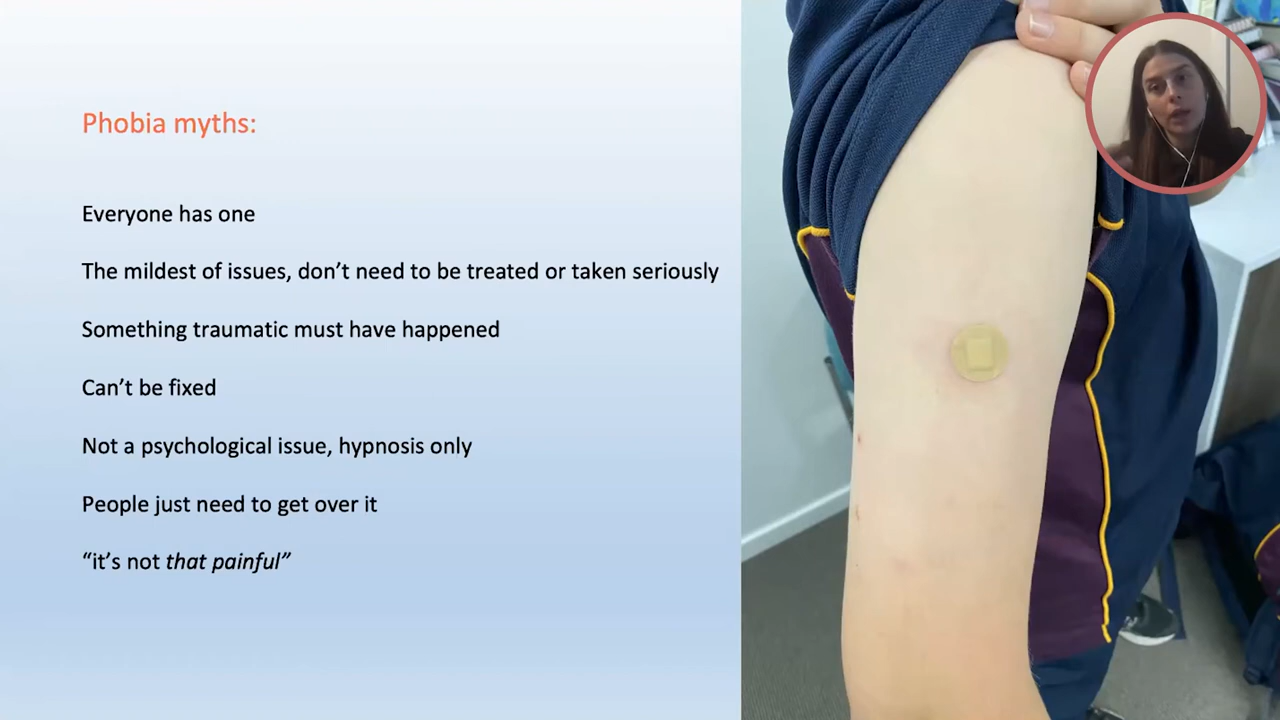 Phobia myths:
Everyone has one
The mildest of issues, don’t need to be treated or taken seriously
Something traumatic must have happened
Can’t be fixed
Not a psychological issue, hypnosis only
People just need to get over it
“it’s not that painful”